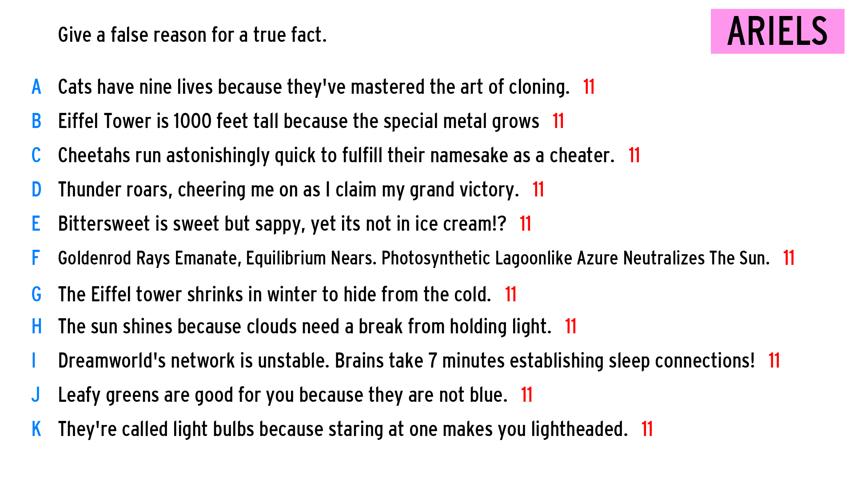 Give a false reason for a true fact.
ARIELS
A Cats have nine lives because they've mastered the art of cloning. 11
B Eiffel Tower is 1000 feet tall because the special metal grows 11
C Cheetahs run astonishingly quick to fulfill their namesake as a cheater. 11
D Thunder roars, cheering me on as I claim my grand victory. 11
E Bittersweet is sweet but sappy, yet its not in ice cream!? 11
F Goldenrod Rays Emanate, Equilibrium Nears. Photosynthetic Lagoonlike Azure Neutralizes The Sun. 11
G The Eiffel tower shrinks in winter to hide from the cold. 11
H The sun shines because clouds need a break from holding light. 11
I Dreamworld's network is unstable. Brains take 7 minutes establishing sleep connections! 11
J Leafy greens are good for you because they are not blue. 11
K They're called light bulbs because staring at one makes you lightheaded. 11